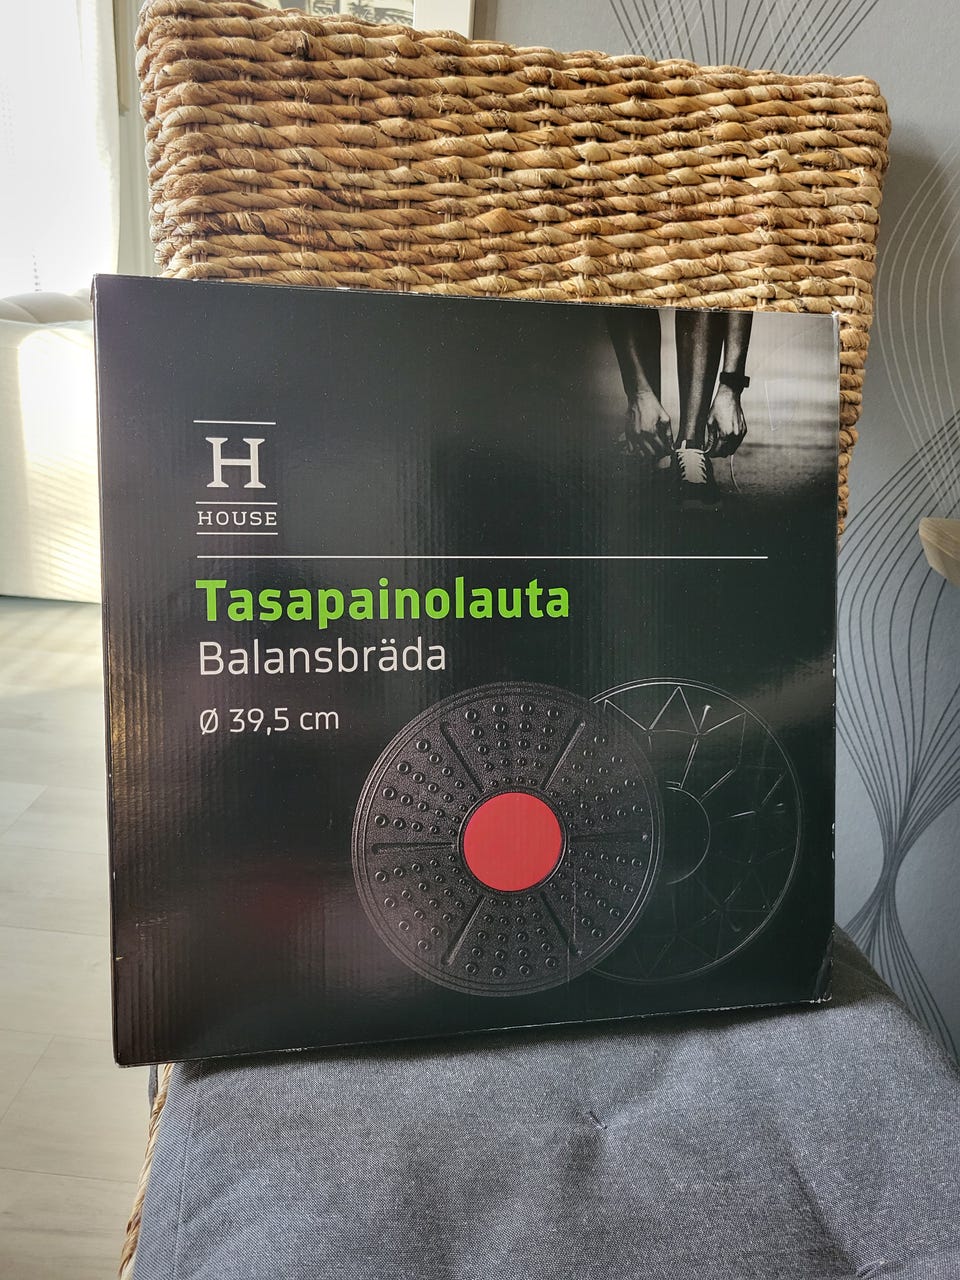 H
HOUSE
Tasapainolauta
Balansbräda
Ø 39,5 cm